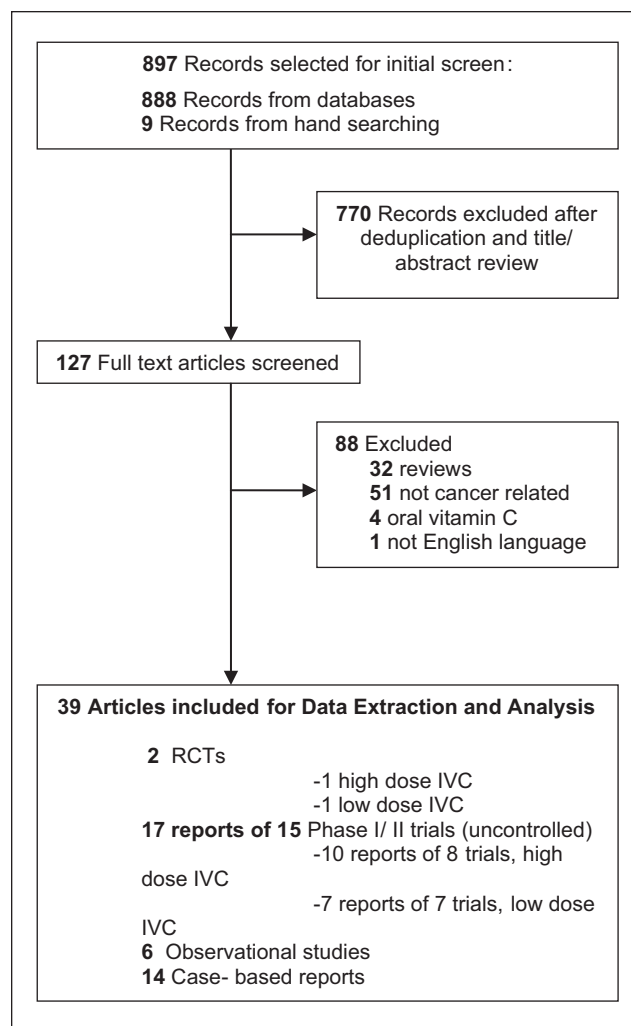 897 Records selected for initial screen:
888 Records from databases
9 Records from hand searching
770 Records excluded after
deduplication and title/
abstract review
127 Full text articles screened
88 Excluded
32 reviews
51 not cancer related
4 oral vitamin C
1 not English language
39 Articles included for Data Extraction and Analysis
2 RCTs
-1 high dose IVC
-1 low dose IVC
17 reports of 15 Phase I/ II trials (uncontrolled)
-10 reports of 8 trials, high
dose IVC
-7 reports of 7 trials, low dose
IVC
6 Observational studies
14 Case- based reports